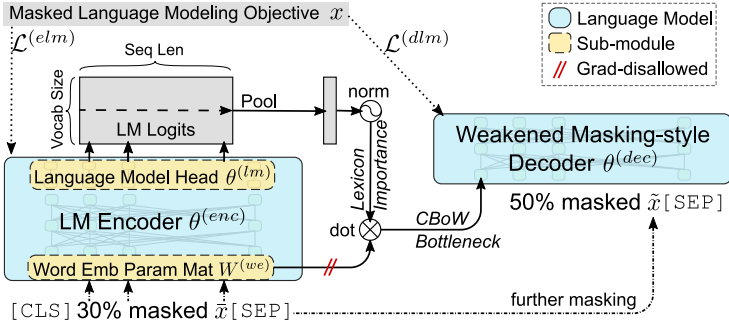 Masked Language Modeling Objective x
Language Model
Sub-module
Grad-disallowed
ℒ^(elm)
ℒ^(dlm)
Seq Len
Vocab Size
LM Logits
Pool
norm
Lexicon
Importance
Language Model Head θ^(lm)
LM Encoder θ^(enc)
Word Emb Param Mat W^(we)
dot
CBoW
Bottleneck
Weakened Masking-style
Decoder θ^(dec)
50% masked x̃[SEP]
[CLS] 30% masked x̄[SEP]
further masking